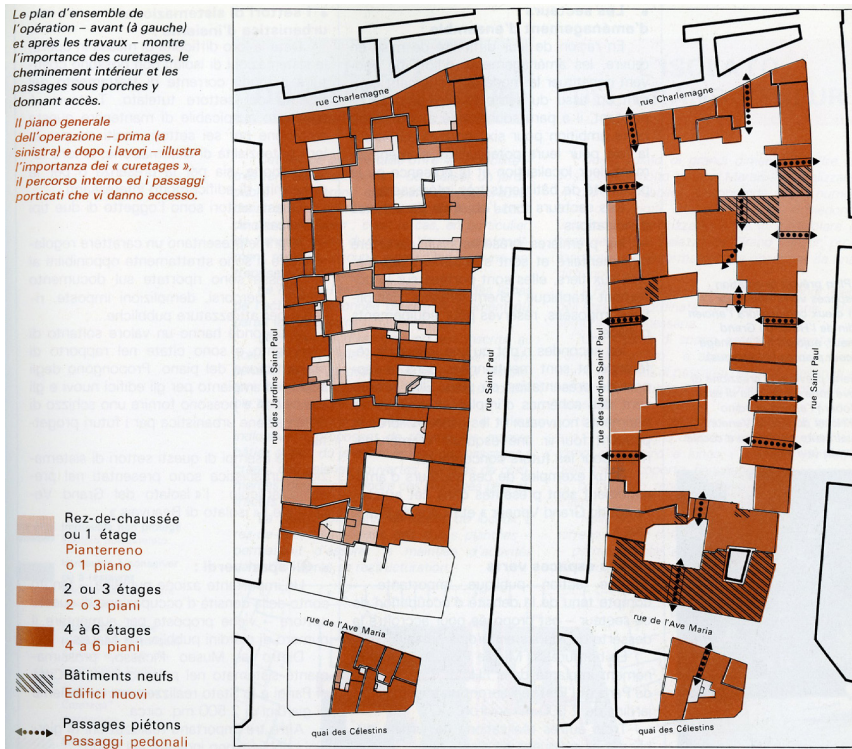 Le plan d'ensemble de
l'opération – avant (à gauche)
et après les travaux – montre
l'importance des curetages, le
cheminement intérieur et les
passages sous porches y
donnant accès.
Il piano generale
dell'operazione – prima (a
sinistra) e dopo i lavori – illustra
l'importanza dei « curetages »,
il percorso interno ed i passaggi
porticati che vi danno accesso.
Rez-de-chaussée
ou 1 étage
Pianterreno
o 1 piano
2 ou 3 étages
2 o 3 piani
4 à 6 étages
4 a 6 piani
Bâtiments neufs
Edifici nuovi
Passages piétons
Passaggi pedonali
rue Charlemagne
rue des Jardins Saint Paul
rue Saint Paul
rue de l'Ave Maria
quai des Célestins
rue Charlemagne
rue des Jardins Saint Paul
rue Saint Paul
rue de l'Ave Maria
quai des Célestins